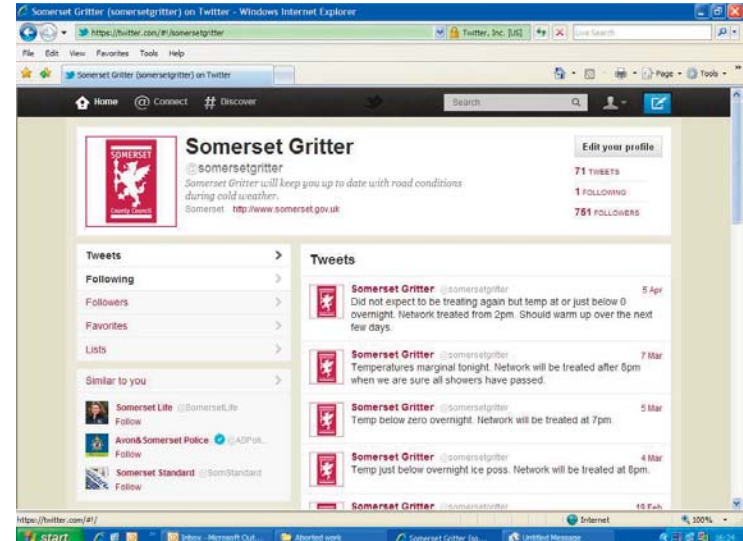 Somerset Gritter (somersetgritter) on Twitter - Windows Internet Explorer
https://twitter.com/#!/somersetgritter
Twitter, Inc. [US]
Live Search
File Edit View Favorites Tools Help
Somerset Gritter (somersetgritter) on Twitter
Page Tools
Home @ Connect # Discover
Search
SOMERSET
County Council
Somerset Gritter
@somersetgritter
Somerset Gritter will keep you up to date with road conditions
during cold weather.
Somerset http://www.somerset.gov.uk
Edit your profile
71 TWEETS
1 FOLLOWING
751 FOLLOWERS
Tweets
Following
Followers
Favorites
Lists
Similar to you
Somerset Life @SomersetLife
Follow
Avon&Somerset Police @ASPoli...
Follow
Somerset Standard @SomStandard
Follow
Tweets
Somerset Gritter @somersetgritter 5 Apr
Did not expect to be treating again but temp at or just below 0
overnight. Network treated from 2pm. Should warm up over the next
few days.
Somerset Gritter @somersetgritter 7 Mar
Temperatures marginal tonight. Network will be treated after 8pm
when we are sure all showers have passed.
Somerset Gritter @somersetgritter 5 Mar
Temp below zero overnight. Network will be treated at 7pm.
Somerset Gritter @somersetgritter 4 Mar
Temp just below overnight ice poss. Network will be treated at 8pm.
Somerset Gritter @somersetgritter
https://twitter.com/#!/
Internet
100%
start
Inbox - Microsoft Out...
Aborted work
Somerset Gritter (so...
Untitled Message
16:24